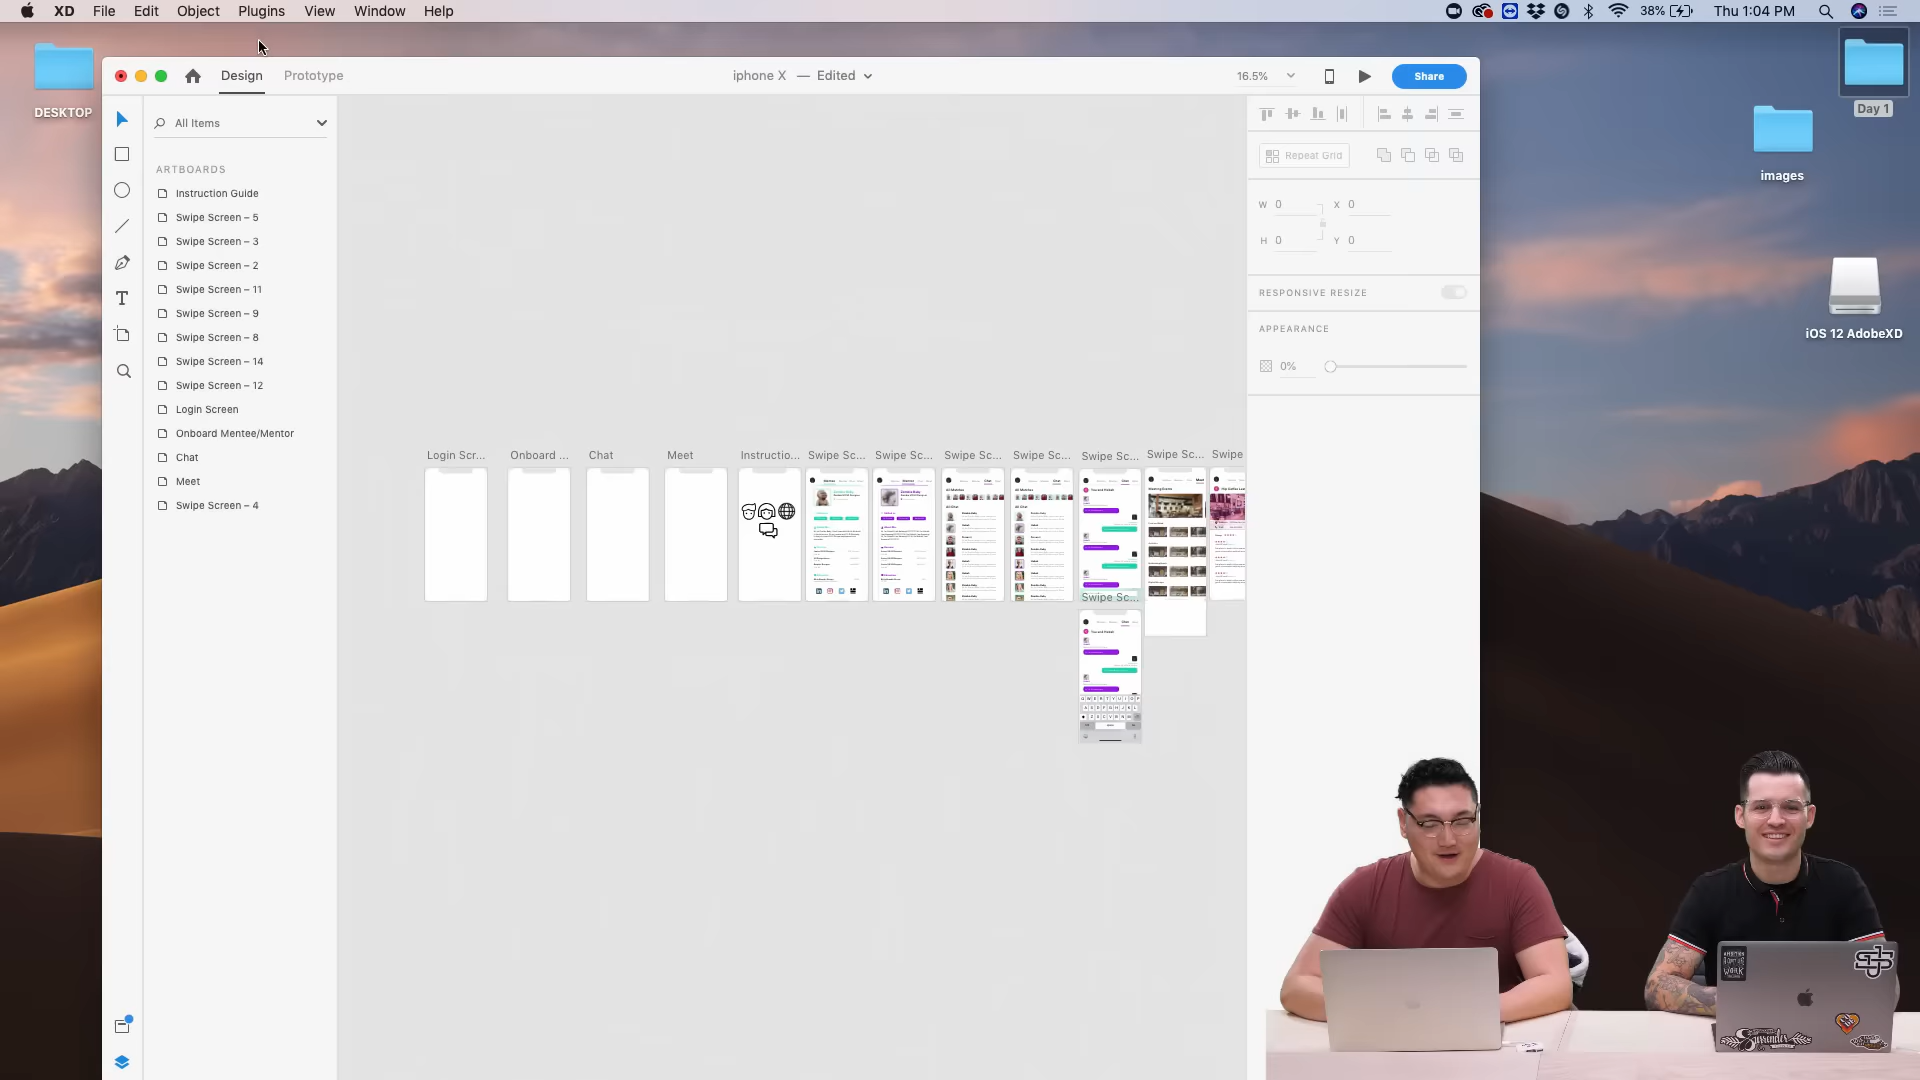 XD File Edit Object Plugins View Window Help
38% Thu 1:04 PM
DESKTOP
Day 1
images
iOS 12 AdobeXD
Design Prototype
iphone X — Edited
16.5%
Share
All Items
ARTBOARDS
Instruction Guide
Swipe Screen – 5
Swipe Screen – 3
Swipe Screen – 2
Swipe Screen – 11
Swipe Screen – 9
Swipe Screen – 8
Swipe Screen – 14
Swipe Screen – 12
Login Screen
Onboard Mentee/Mentor
Chat
Meet
Swipe Screen – 4
Login Scr...
Onboard ...
Chat
Meet
Instructio...
Swipe Sc...
Swipe Sc...
Swipe Sc...
Swipe Sc...
Swipe Sc...
Swipe Sc...
Swipe
Swipe Sc...
Repeat Grid
W 0 X 0
H 0 Y 0
RESPONSIVE RESIZE
APPEARANCE
0%